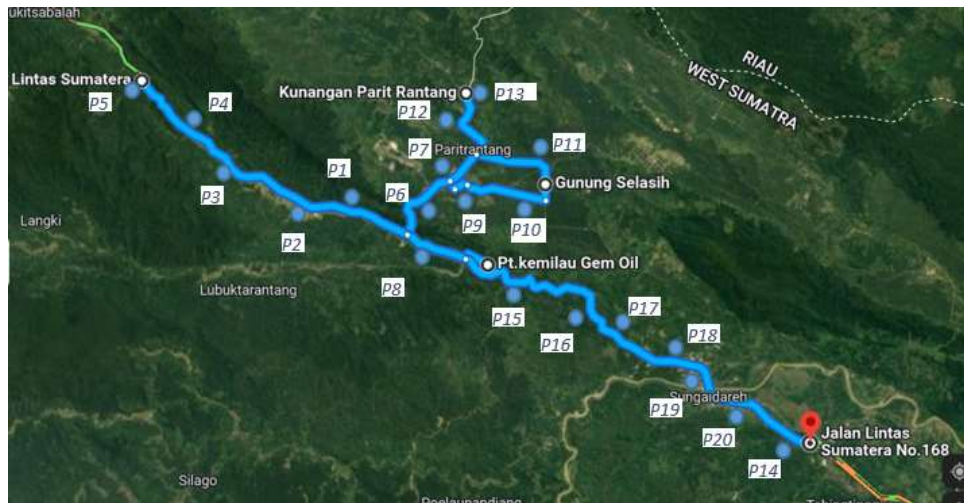 ukitsabalah
Lintas Sumatera
P5
P4
Kunangan Parit Rantang
P13
P12
RIAU
WEST SUMATRA
Paritrantang
P11
P7
P3
P1
P6
Gunung Selasih
Langki
P2
P9
P10
Lubuktarantang
P8
Pt.kemilau Gem Oil
P15
P16
P17
P18
P19
Sungaidareh
P20
P14
Jalan Lintas
Sumatera No.168
Silago